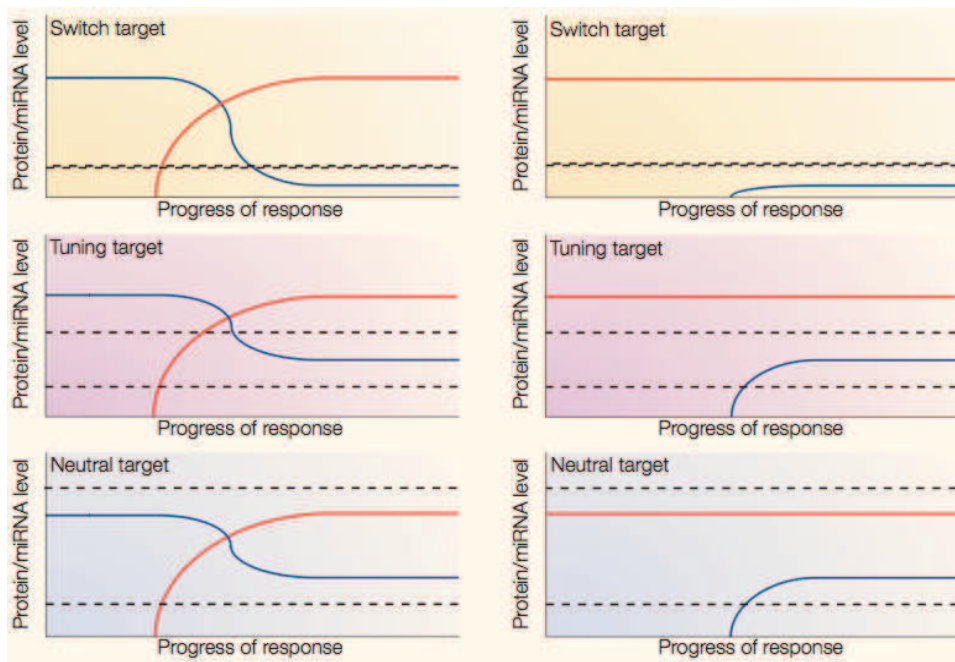 Switch target
Protein/miRNA level
Progress of response
Switch target
Protein/miRNA level
Progress of response
Tuning target
Protein/miRNA level
Progress of response
Tuning target
Protein/miRNA level
Progress of response
Neutral target
Protein/miRNA level
Progress of response
Neutral target
Protein/miRNA level
Progress of response